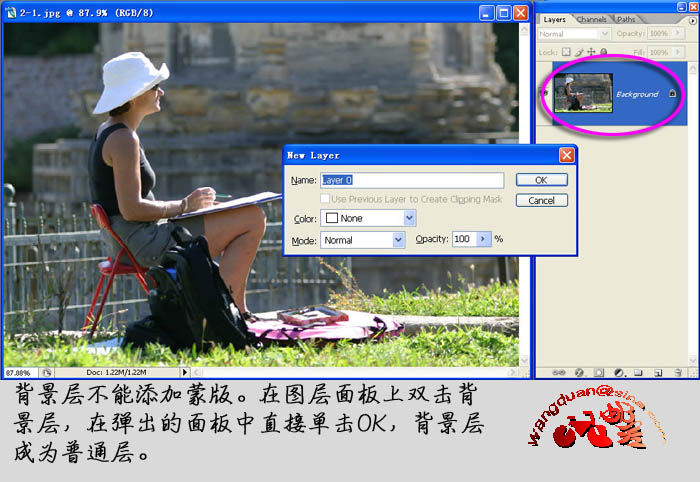 2-1.jpg @ 87.9% (RGB/8)
Layers Channels Paths
Normal Opacity: 100%
Lock: Fill: 100%
Background
New Layer
Name: Layer 0 OK
Use Previous Layer to Create Clipping Mask Cancel
Color: None
Mode: Normal Opacity: 100 %
87.88% Doc: 1.22M/1.22M
背景层不能添加蒙版。在图层面板上双击背
景层，在弹出的面板中直接单击OK，背景层
成为普通层。
wangduan@sina.com